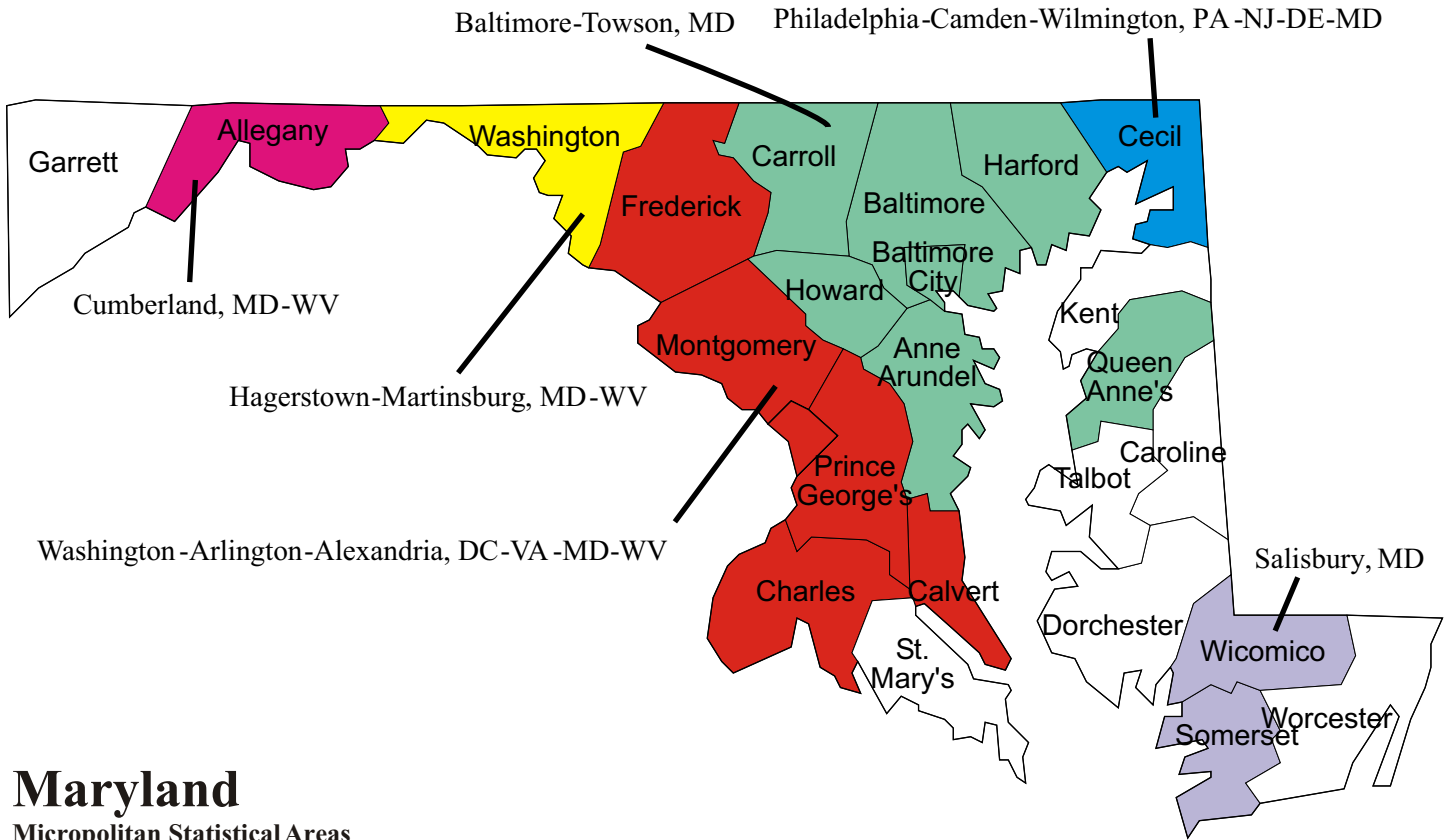 Baltimore-Towson, MD
Philadelphia-Camden-Wilmington, PA-NJ-DE-MD
Garrett
Allegany
Washington
Frederick
Carroll
Baltimore
Harford
Cecil
Baltimore
City
Howard
Cumberland, MD-WV
Kent
Montgomery
Anne
Arundel
Queen
Anne's
Hagerstown-Martinsburg, MD-WV
Caroline
Talbot
Prince
George's
Washington-Arlington-Alexandria, DC-VA-MD-WV
Salisbury, MD
Charles
Calvert
Dorchester
Wicomico
St.
Mary's
Worcester
Somerset
Maryland
Micropolitan Statistical Areas